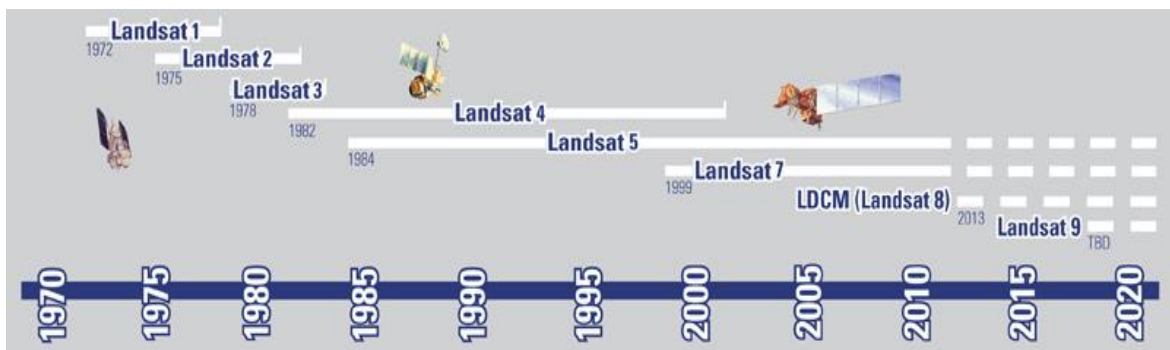 Landsat 1
1972
Landsat 2
1975
Landsat 3
1978
Landsat 4
1982
Landsat 5
1984
Landsat 7
1999
LDCM (Landsat 8)
2013
Landsat 9
TBD
1970 1975 1980 1985 1990 1995 2000 2005 2010 2015 2020